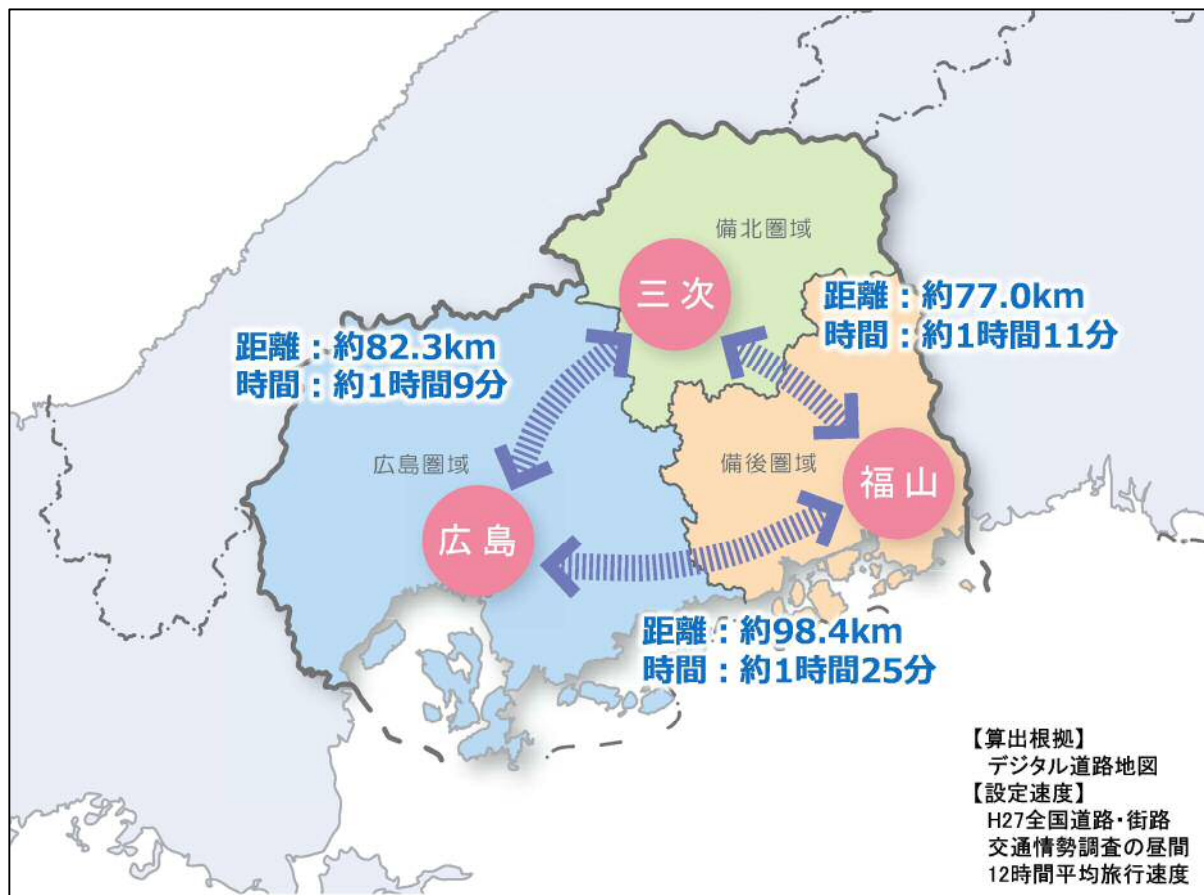 備北圏域
三次
距離：約77.0km
時間：約1時間11分
距離：約82.3km
時間：約1時間9分
広島圏域
備後圏域
福山
広島
距離：約98.4km
時間：約1時間25分
【算出根拠】
デジタル道路地図
【設定速度】
H27全国道路・街路
交通情勢調査の昼間
12時間平均旅行速度